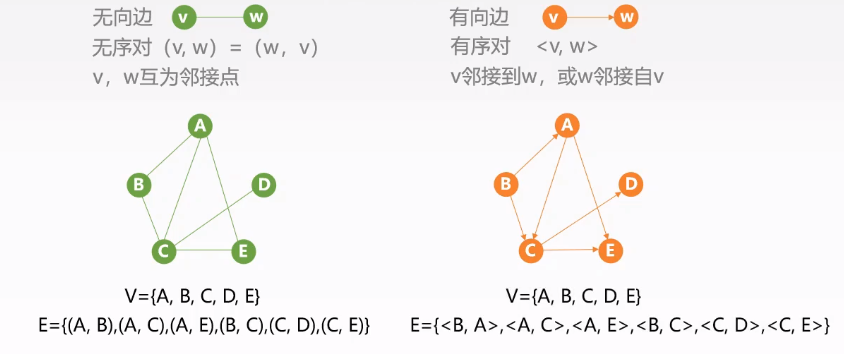 无向边 v w
无序对（v, w）=（w，v）
v，w互为邻接点
A
B
D
C
E
V={A, B, C, D, E}
E={(A, B),(A, C),(A, E),(B, C),(C, D),(C, E)}
有向边 v w
有序对 <v, w>
v邻接到w，或w邻接自v
A
B
D
C
E
V={A, B, C, D, E}
E={<B, A>,<A, C>,<A, E>,<B, C>,<C, D>,<C, E>}